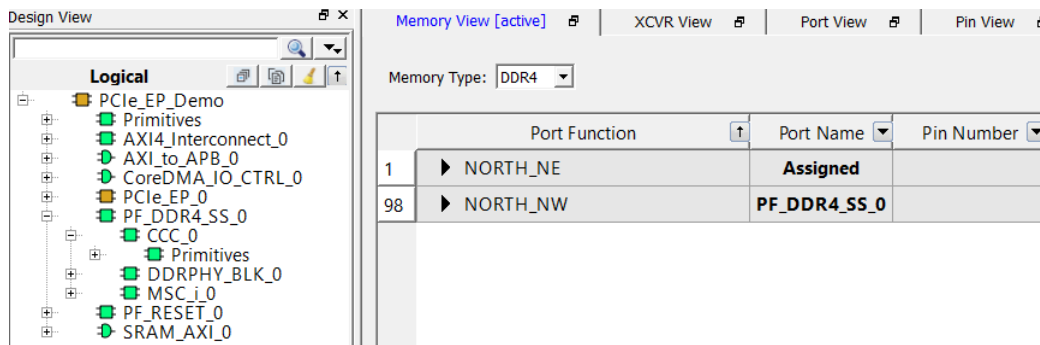 Design View
Logical
PCIe_EP_Demo
Primitives
AXI4_Interconnect_0
AXI_to_APB_0
CoreDMA_IO_CTRL_0
PCIe_EP_0
PF_DDR4_SS_0
CCC_0
Primitives
DDRPHY_BLK_0
MSC_i_0
PF_RESET_0
SRAM_AXI_0
Memory View [active] XCVR View Port View Pin View
Memory Type: DDR4
Port Function Port Name Pin Number
1 NORTH_NE Assigned
98 NORTH_NW PF_DDR4_SS_0